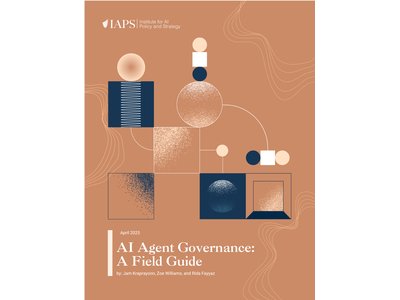 IAPS
Institute for AI
Policy and Strategy
April 2025
AI Agent Governance:
A Field Guide
by: Jam Kraprayoon, Zoe Williams, and Rida Fayyaz